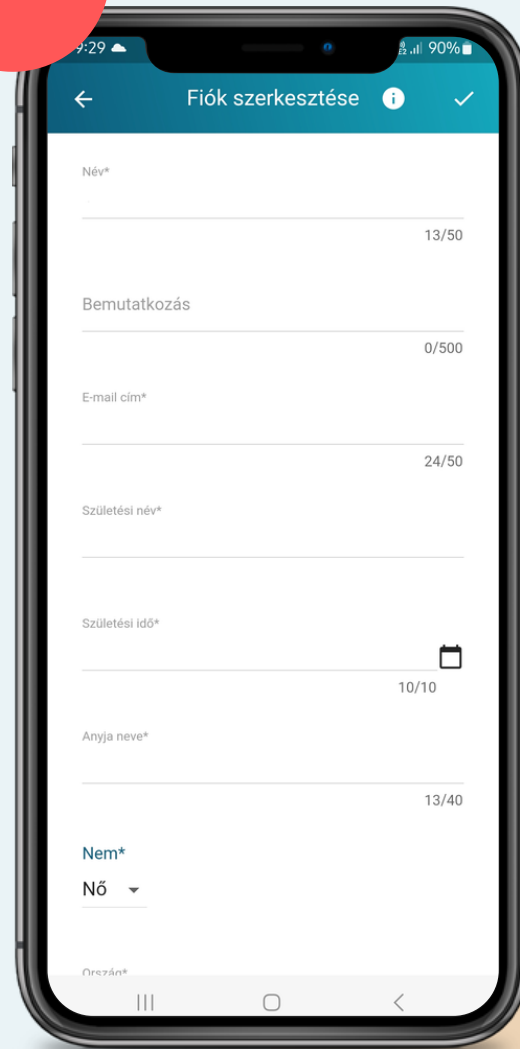 9:29 90%
Fiók szerkesztése
Név*
13/50
Bemutatkozás
0/500
E-mail cím*
24/50
Születési név*
Születési idő*
10/10
Anyja neve*
13/40
Nem*
Nő
Ország*